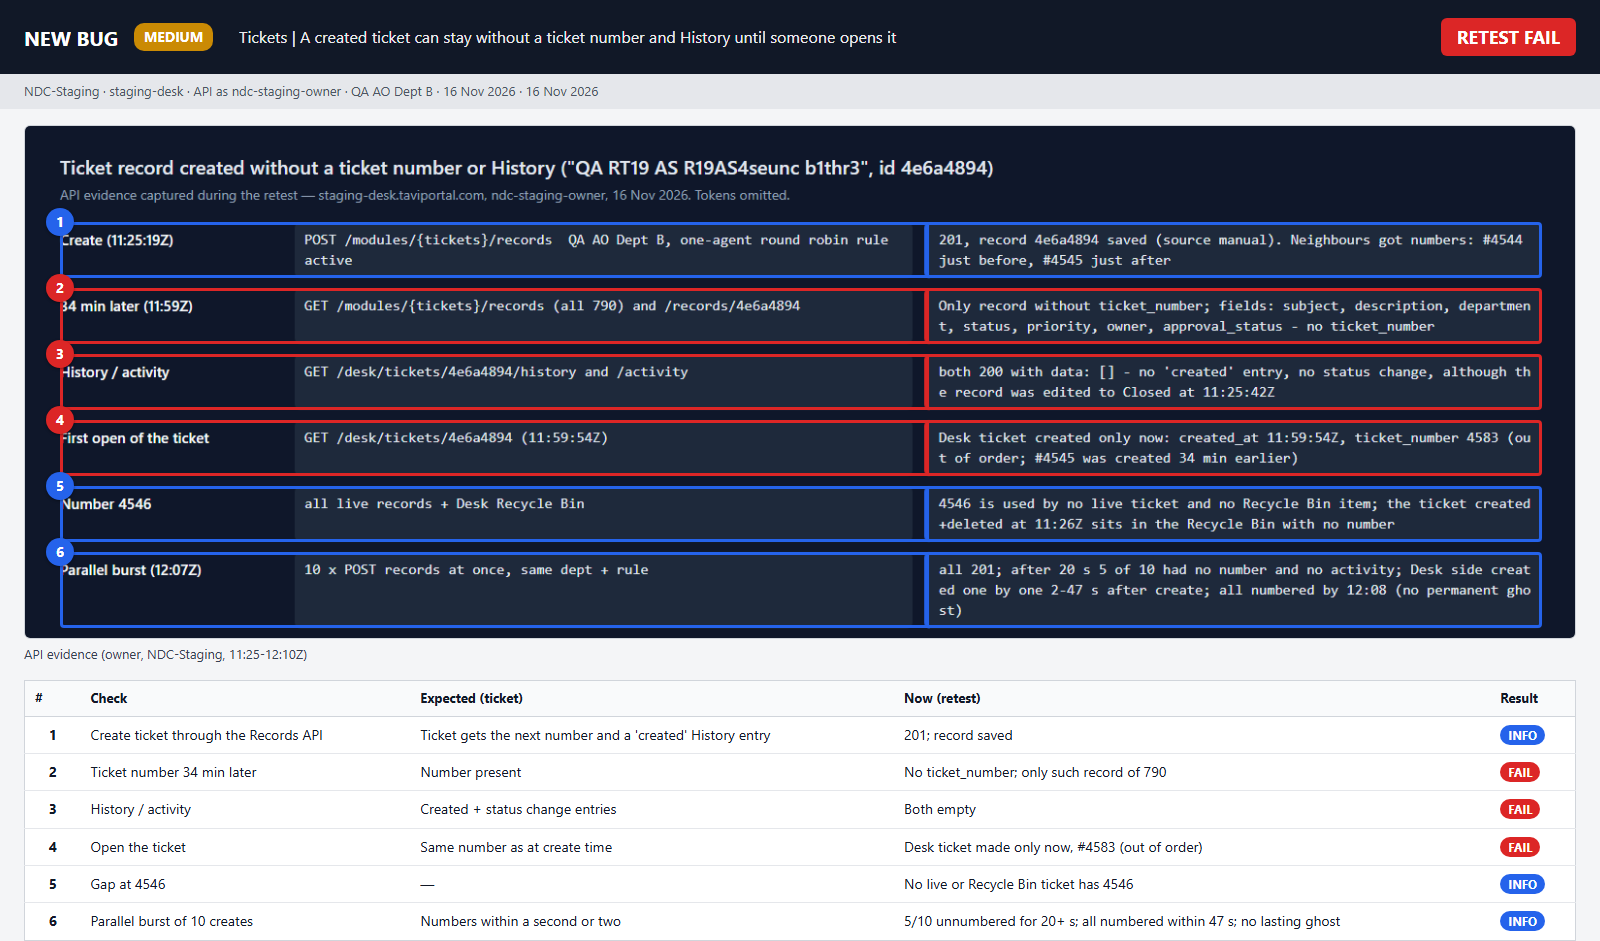 NEW BUG MEDIUM Tickets | A created ticket can stay without a ticket number and History until someone opens it RETEST FAIL
NDC-Staging · staging-desk · API as ndc-staging-owner · QA AO Dept B · 16 Nov 2026 · 16 Nov 2026
Ticket record created without a ticket number or History ("QA RT19 AS R19AS4seunc b1thr3", id 4e6a4894)
API evidence captured during the retest — staging-desk.taviportal.com, ndc-staging-owner, 16 Nov 2026. Tokens omitted.
1
Create (11:25:19Z) POST /modules/{tickets}/records QA AO Dept B, one-agent round robin rule 201, record 4e6a4894 saved (source manual). Neighbours got numbers: #4544
active just before, #4545 just after
2
34 min later (11:59Z) GET /modules/{tickets}/records (all 790) and /records/4e6a4894 Only record without ticket_number; fields: subject, description, departmen
t, status, priority, owner, approval_status - no ticket_number
3
History / activity GET /desk/tickets/4e6a4894/history and /activity both 200 with data: [] - no 'created' entry, no status change, although th
e record was edited to Closed at 11:25:42Z
4
First open of the ticket GET /desk/tickets/4e6a4894 (11:59:54Z) Desk ticket created only now: created_at 11:59:54Z, ticket_number 4583 (ou
t of order; #4545 was created 34 min earlier)
5
Number 4546 all live records + Desk Recycle Bin 4546 is used by no live ticket and no Recycle Bin item; the ticket created
+deleted at 11:26Z sits in the Recycle Bin with no number
6
Parallel burst (12:07Z) 10 x POST records at once, same dept + rule all 201; after 20 s 5 of 10 had no number and no activity; Desk side creat
ed one by one 2-47 s after create; all numbered by 12:08 (no permanent gho
st)
API evidence (owner, NDC-Staging, 11:25-12:10Z)
# Check Expected (ticket) Now (retest) Result
1 Create ticket through the Records API Ticket gets the next number and a 'created' History entry 201; record saved INFO
2 Ticket number 34 min later Number present No ticket_number; only such record of 790 FAIL
3 History / activity Created + status change entries Both empty FAIL
4 Open the ticket Same number as at create time Desk ticket made only now, #4583 (out of order) FAIL
5 Gap at 4546 — No live or Recycle Bin ticket has 4546 INFO
6 Parallel burst of 10 creates Numbers within a second or two 5/10 unnumbered for 20+ s; all numbered within 47 s; no lasting ghost INFO